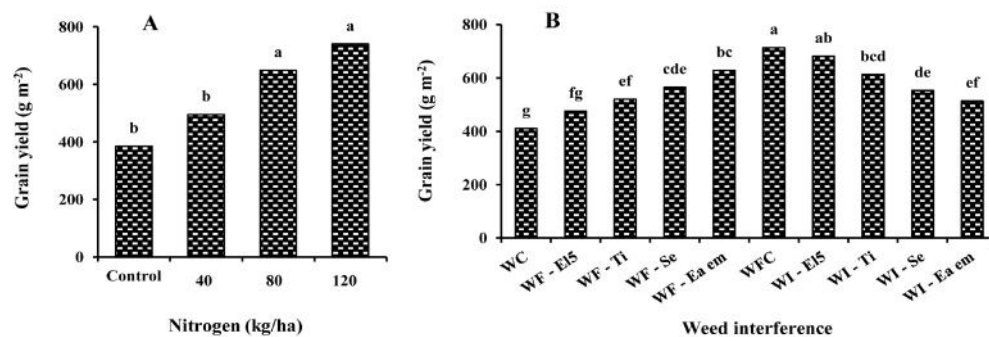 A
Grain yield (g m-2)
800
600
400
200
0
b
b
a
a
Control
40
80
120
Nitrogen (kg/ha)
B
Grain yield (g m-2)
800
600
400
200
0
g
fg
ef
cde
bc
a
ab
bcd
de
ef
WC
WF - El5
WF - Ti
WF - Se
WF - Ea em
WFC
WI - El5
WI - Ti
WI - Se
WI - Ea em
Weed interference